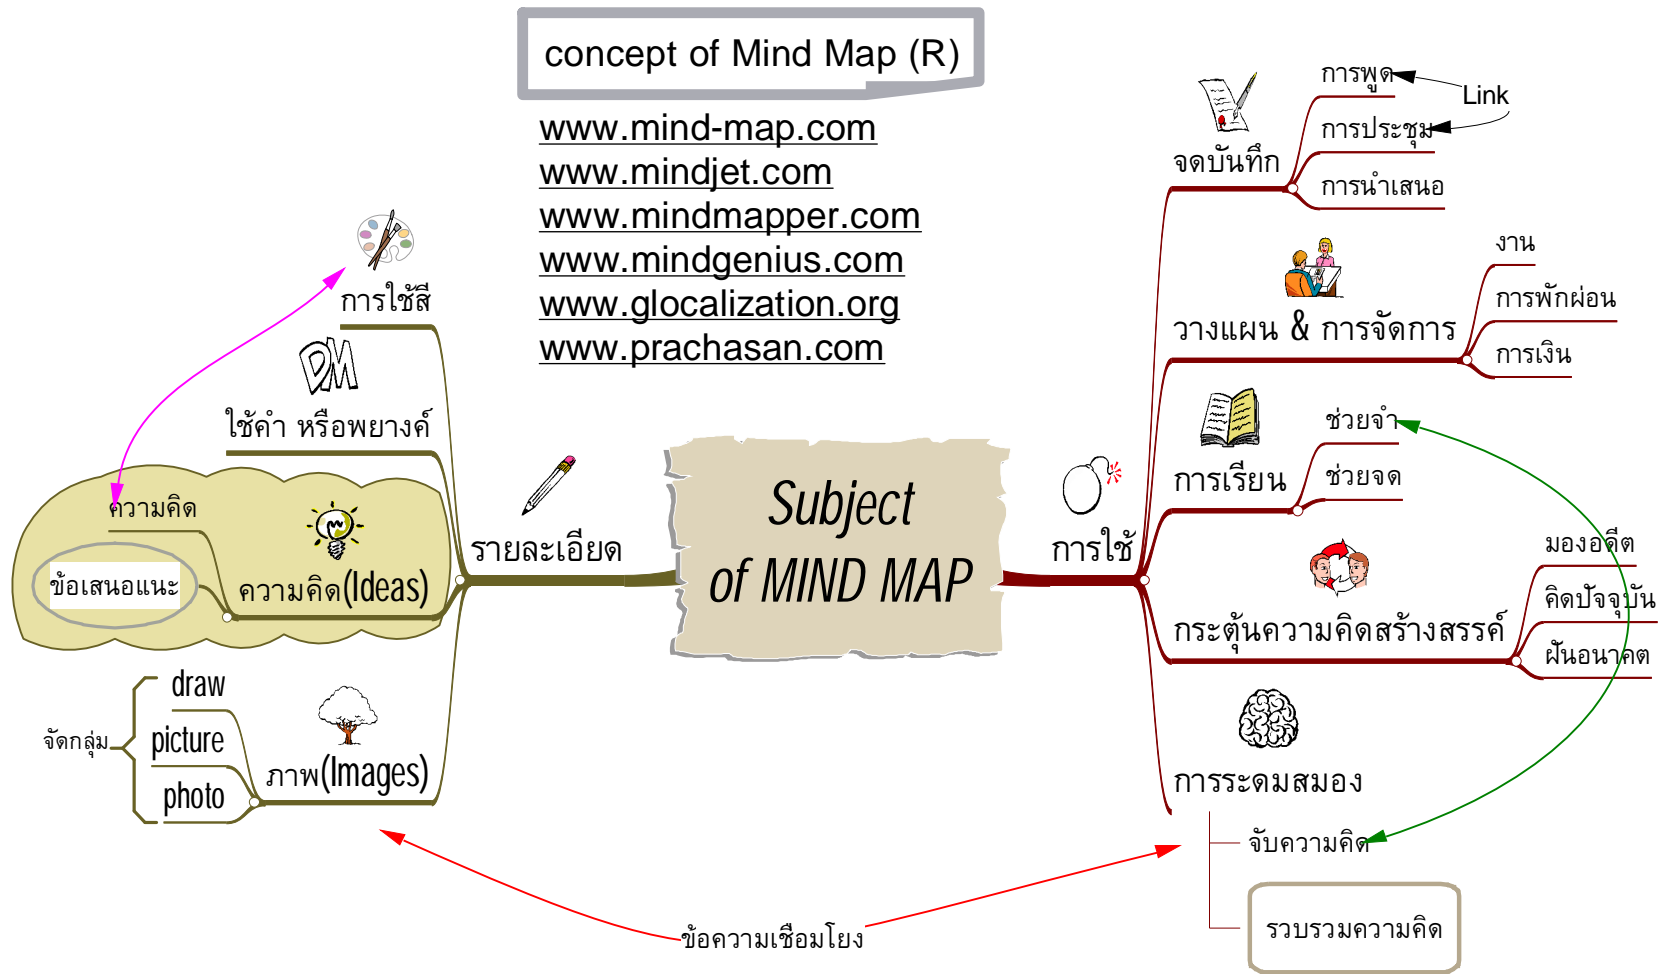 concept of Mind Map (R)
www.mind-map.com
www.mindjet.com
www.mindmapper.com
www.mindgenius.com
www.glocalization.org
www.prachasan.com
Subject
of MIND MAP
รายละเอียด
การใช้สี
DM
ใช้คำ หรือพยางค์
ความคิด(Ideas)
ความคิด
ข้อเสนอแนะ
ภาพ(Images)
draw
picture
photo
จัดกลุ่ม
การใช้
จดบันทึก
การพูด
การประชุม
การนำเสนอ
Link
วางแผน & การจัดการ
งาน
การพักผ่อน
การเงิน
การเรียน
ช่วยจำ
ช่วยจด
กระตุ้นความคิดสร้างสรรค์
มองอดีต
คิดปัจจุบัน
ฝันอนาคต
การระดมสมอง
จับความคิด
รวบรวมความคิด
ข้อความเชื่อมโยง